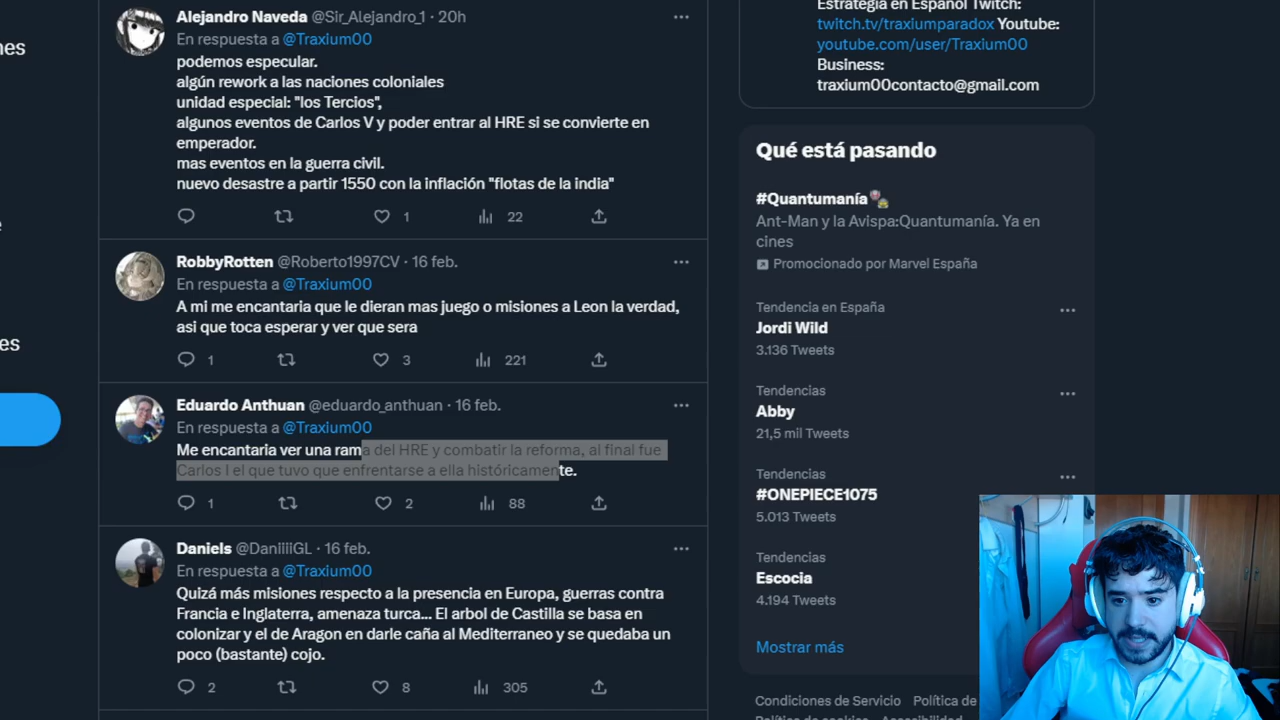 Alejandro Naveda @Sir_Alejandro_1 · 20h
En respuesta a @Traxium00
podemos especular.
algún rework a las naciones coloniales
unidad especial: "los Tercios",
algunos eventos de Carlos V y poder entrar al HRE si se convierte en
emperador.
mas eventos en la guerra civil.
nuevo desastre a partir 1550 con la inflación "flotas de la india"
1 22
RobbyRotten @Roberto1997CV · 16 feb.
En respuesta a @Traxium00
A mi me encantaria que le dieran mas juego o misiones a Leon la verdad,
asi que toca esperar y ver que sera
1 3 221
Eduardo Anthuan @eduardo_anthuan · 16 feb.
En respuesta a @Traxium00
Me encantaria ver una rama del HRE y combatir la reforma, al final fue
Carlos I el que tuvo que enfrentarse a ella históricamente.
1 2 88
Daniels @DaniiiiGL · 16 feb.
En respuesta a @Traxium00
Quizá más misiones respecto a la presencia en Europa, guerras contra
Francia e Inglaterra, amenaza turca... El arbol de Castilla se basa en
colonizar y el de Aragon en darle caña al Mediterraneo y se quedaba un
poco (bastante) cojo.
2 8 305
Estrategia en Español Twitch:
twitch.tv/traxiumparadox Youtube:
youtube.com/user/Traxium00
Business:
traxium00contacto@gmail.com
Qué está pasando
#Quantumanía
Ant-Man y la Avispa:Quantumanía. Ya en
cines
Promocionado por Marvel España
Tendencia en España
Jordi Wild
3.136 Tweets
Tendencias
Abby
21,5 mil Tweets
Tendencias
#ONEPIECE1075
5.013 Tweets
Tendencias
Escocia
4.194 Tweets
Mostrar más
Condiciones de Servicio Política de